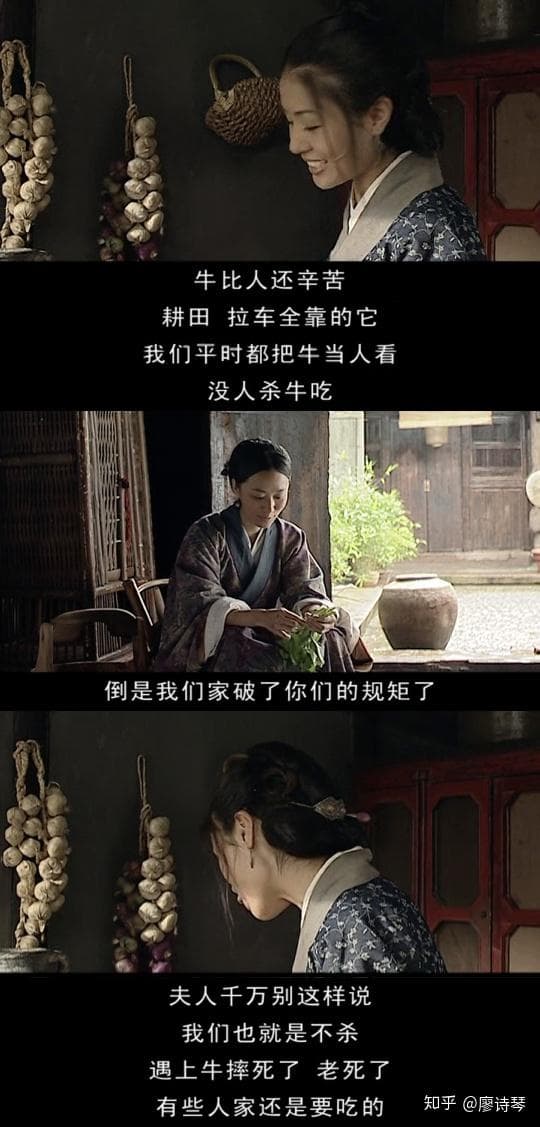 牛比人还辛苦
耕田 拉车全靠的它
我们平时都把牛当人看
没人杀牛吃
倒是我们家破了你们的规矩了
夫人千万别这样说
我们也就是不杀
遇上牛摔死了 老死了
有些人家还是要吃的
知乎 @廖诗琴